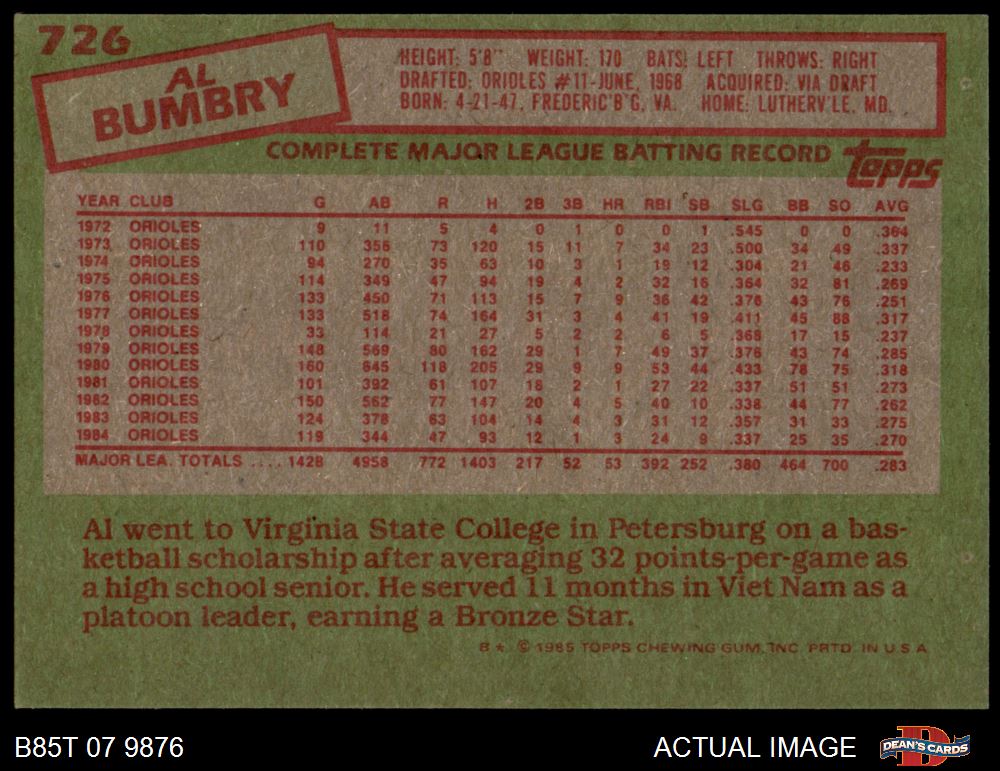 726
AL
BUMBRY
HEIGHT: 5'8" WEIGHT: 170 BATS: LEFT THROWS: RIGHT
DRAFTED: ORIOLES #11-JUNE, 1968 ACQUIRED: VIA DRAFT
BORN: 4-21-47, FREDERIC'B'G, VA. HOME: LUTHERV'LE, MD.
COMPLETE MAJOR LEAGUE BATTING RECORD
topps
YEAR CLUB G AB R H 2B 3B HR RBI SB SLG BB SO AVG
1972 ORIOLES 9 11 5 4 0 1 0 0 1 .545 0 0 .364
1973 ORIOLES 110 356 73 120 15 11 7 34 23 .500 34 49 .337
1974 ORIOLES 94 270 35 63 10 3 1 19 12 .304 21 46 .233
1975 ORIOLES 114 349 47 94 19 4 2 32 16 .364 32 81 .269
1976 ORIOLES 133 450 71 113 15 7 9 36 42 .376 43 76 .251
1977 ORIOLES 133 518 74 164 31 3 4 41 19 .411 45 88 .317
1978 ORIOLES 33 114 21 27 5 2 2 6 5 .368 17 15 .237
1979 ORIOLES 148 569 80 162 29 1 7 49 37 .376 43 74 .285
1980 ORIOLES 160 645 118 205 29 9 9 53 44 .433 78 75 .318
1981 ORIOLES 101 392 61 107 18 2 1 27 22 .337 51 51 .273
1982 ORIOLES 150 562 77 147 20 4 5 40 10 .338 44 77 .262
1983 ORIOLES 124 378 63 104 14 4 3 31 12 .357 31 33 .275
1984 ORIOLES 119 344 47 93 12 1 3 24 9 .337 25 35 .270
MAJOR LEA. TOTALS .... 1428 4958 772 1403 217 52 53 392 252 .380 464 700 .283
Al went to Virginia State College in Petersburg on a bas-
ketball scholarship after averaging 32 points-per-game as
a high school senior. He served 11 months in Viet Nam as a
platoon leader, earning a Bronze Star.
B* © 1985 TOPPS CHEWING GUM, INC. PRTD. IN U.S.A.
B85T 07 9876
ACTUAL IMAGE
DEAN'S CARDS